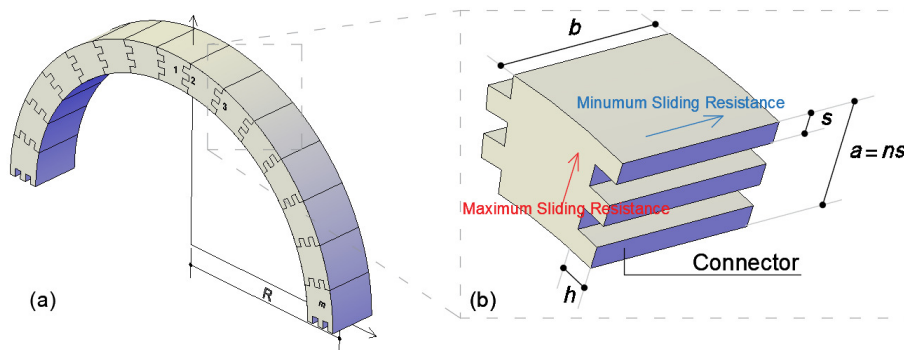 1
2
3
R
m
(a)
b
Minumum Sliding Resistance
s
a = ns
Maximum Sliding Resistance
Connector
h
(b)